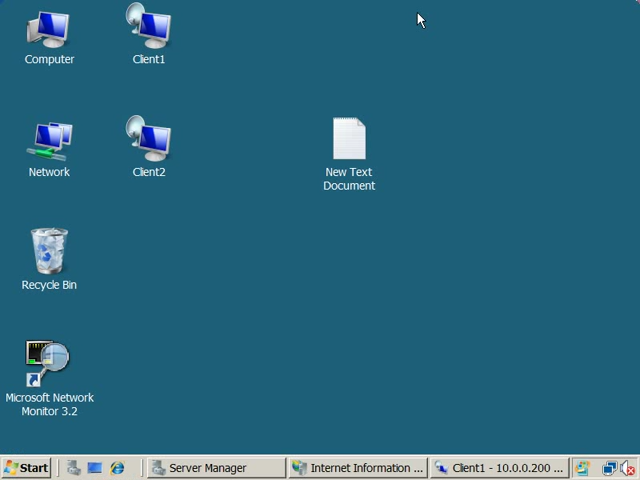 Computer
Client1
Network
Client2
New Text
Document
Recycle Bin
Microsoft Network
Monitor 3.2
Start
Server Manager
Internet Information ...
Client1 - 10.0.0.200 ...